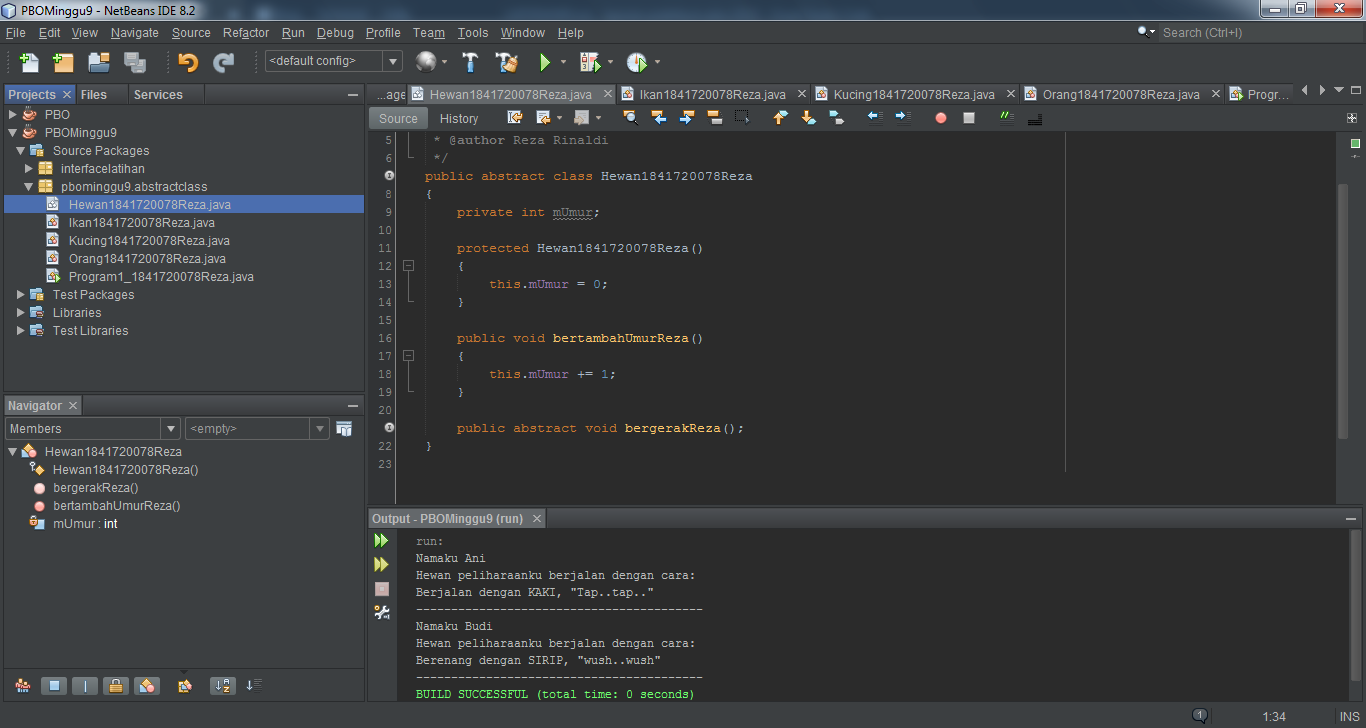 PBOMinggu9 - NetBeans IDE 8.2
File Edit View Navigate Source Refactor Run Debug Profile Team Tools Window Help
Search (Ctrl+I)
<default config>
Projects Files Services
PBO
PBOMinggu9
Source Packages
interfacelatihan
pbominggu9.abstractclass
Hewan1841720078Reza.java
Ikan1841720078Reza.java
Kucing1841720078Reza.java
Orang1841720078Reza.java
Program1_1841720078Reza.java
Test Packages
Libraries
Test Libraries
Navigator
Members
<empty>
Hewan1841720078Reza
Hewan1841720078Reza()
bergerakReza()
bertambahUmurReza()
mUmur : int
...age Hewan1841720078Reza.java Ikan1841720078Reza.java Kucing1841720078Reza.java Orang1841720078Reza.java Progr...
Source History
5 * @author Reza Rinaldi
6 */
public abstract class Hewan1841720078Reza
8 {
9 private int mUmur;
10
11 protected Hewan1841720078Reza()
12 {
13 this.mUmur = 0;
14 }
15
16 public void bertambahUmurReza()
17 {
18 this.mUmur += 1;
19 }
20
public abstract void bergerakReza();
22 }
23
Output - PBOMinggu9 (run)
run:
Namaku Ani
Hewan peliharaanku berjalan dengan cara:
Berjalan dengan KAKI, "Tap..tap.."
-----------------------------------------
Namaku Budi
Hewan peliharaanku berjalan dengan cara:
Berenang dengan SIRIP, "wush..wush"
-----------------------------------------
BUILD SUCCESSFUL (total time: 0 seconds)
1 1:34 INS